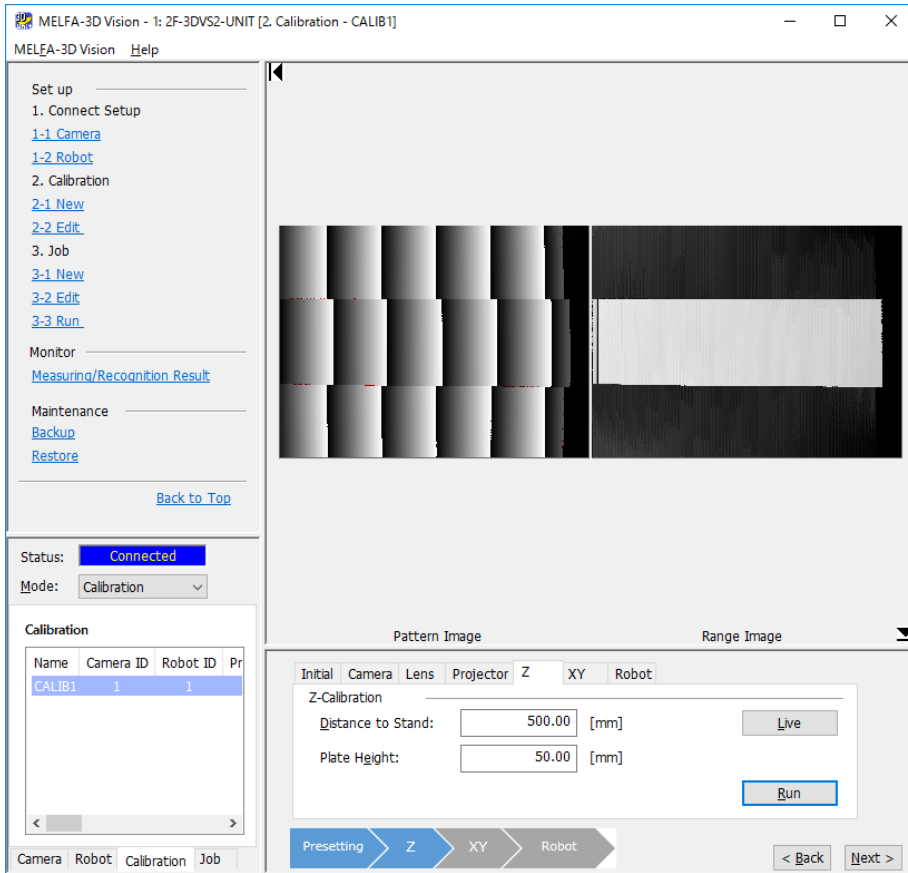 MELFA-3D Vision - 1: 2F-3DVS2-UNIT [2. Calibration - CALIB1]
MELFA-3D Vision Help
Set up
1. Connect Setup
1-1 Camera
1-2 Robot
2. Calibration
2-1 New
2-2 Edit
3. Job
3-1 New
3-2 Edit
3-3 Run
Monitor
Measuring/Recognition Result
Maintenance
Backup
Restore
Back to Top
Status: Connected
Mode: Calibration
Calibration
Name Camera ID Robot ID Pr
CALIB1 1 1
Camera Robot Calibration Job
Pattern Image Range Image
Initial Camera Lens Projector Z XY Robot
Z-Calibration
Distance to Stand: 500.00 [mm] Live
Plate Height: 50.00 [mm]
Run
Presetting Z XY Robot
< Back Next >